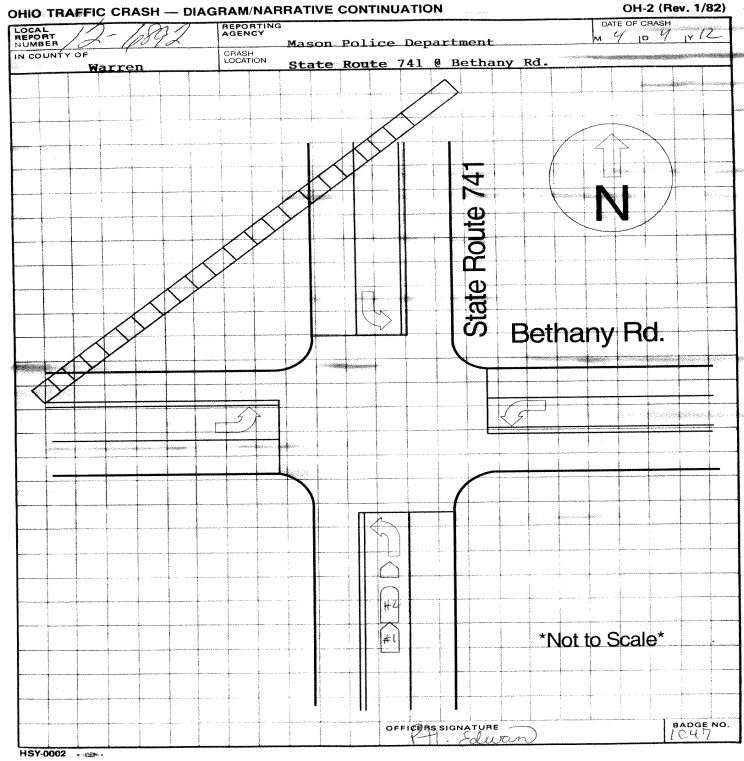 OHIO TRAFFIC CRASH — DIAGRAM/NARRATIVE CONTINUATION OH-2 (Rev. 1/82)
LOCAL REPORT NUMBER 12-6892
REPORTING AGENCY Mason Police Department
DATE OF CRASH
M 4 D 4 Y 12
IN COUNTY OF Warren
CRASH LOCATION State Route 741 @ Bethany Rd.
State Route 741
N
Bethany Rd.
#2
#1
*Not to Scale*
OFFICERS SIGNATURE
BADGE NO.
1047
HSY-0002